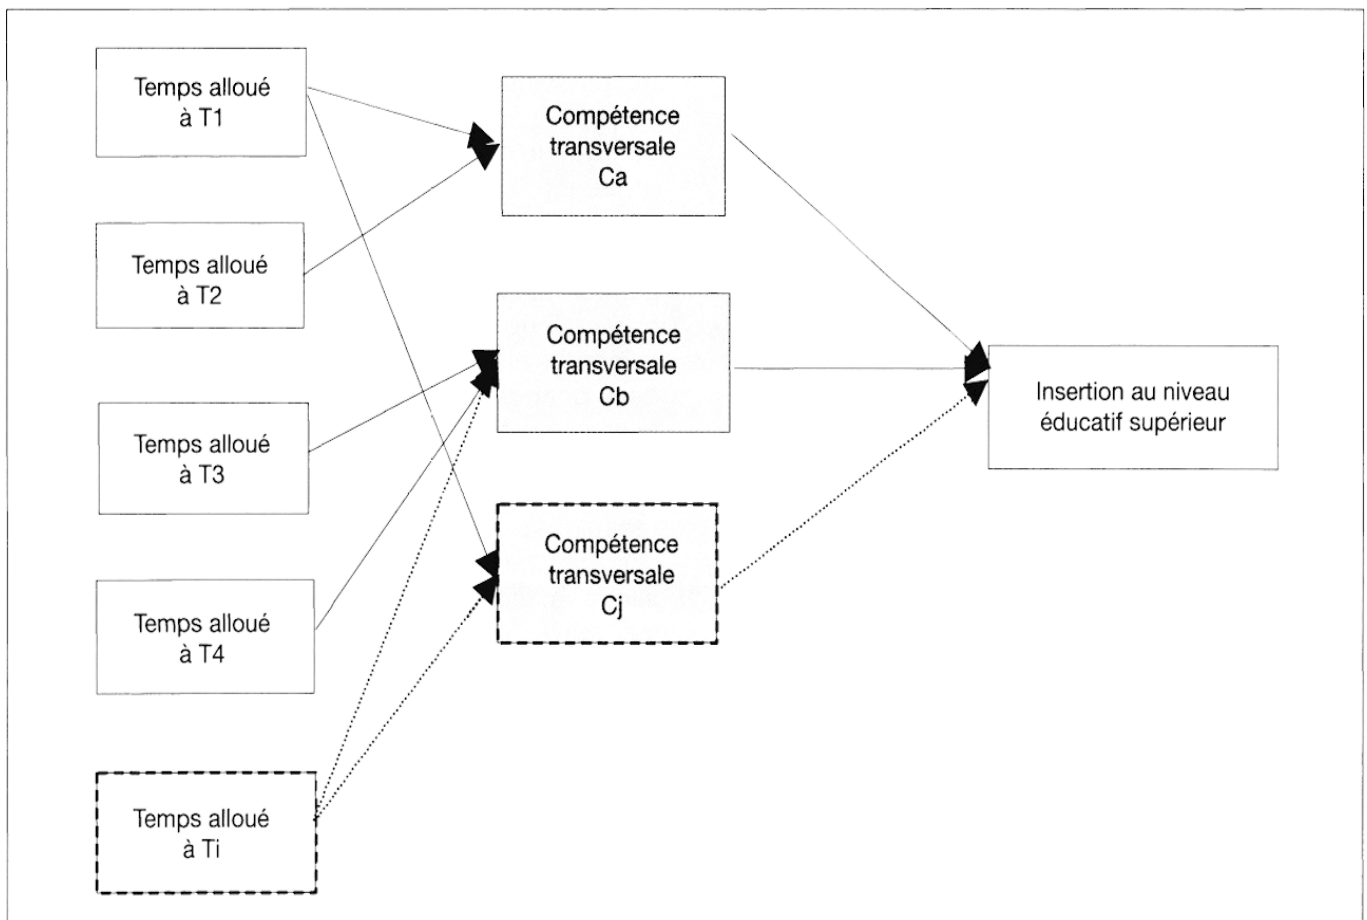 Temps alloué
à T1
Temps alloué
à T2
Temps alloué
à T3
Temps alloué
à T4
Temps alloué
à Ti
Compétence
transversale
Ca
Compétence
transversale
Cb
Compétence
transversale
Cj
Insertion au niveau
éducatif supérieur